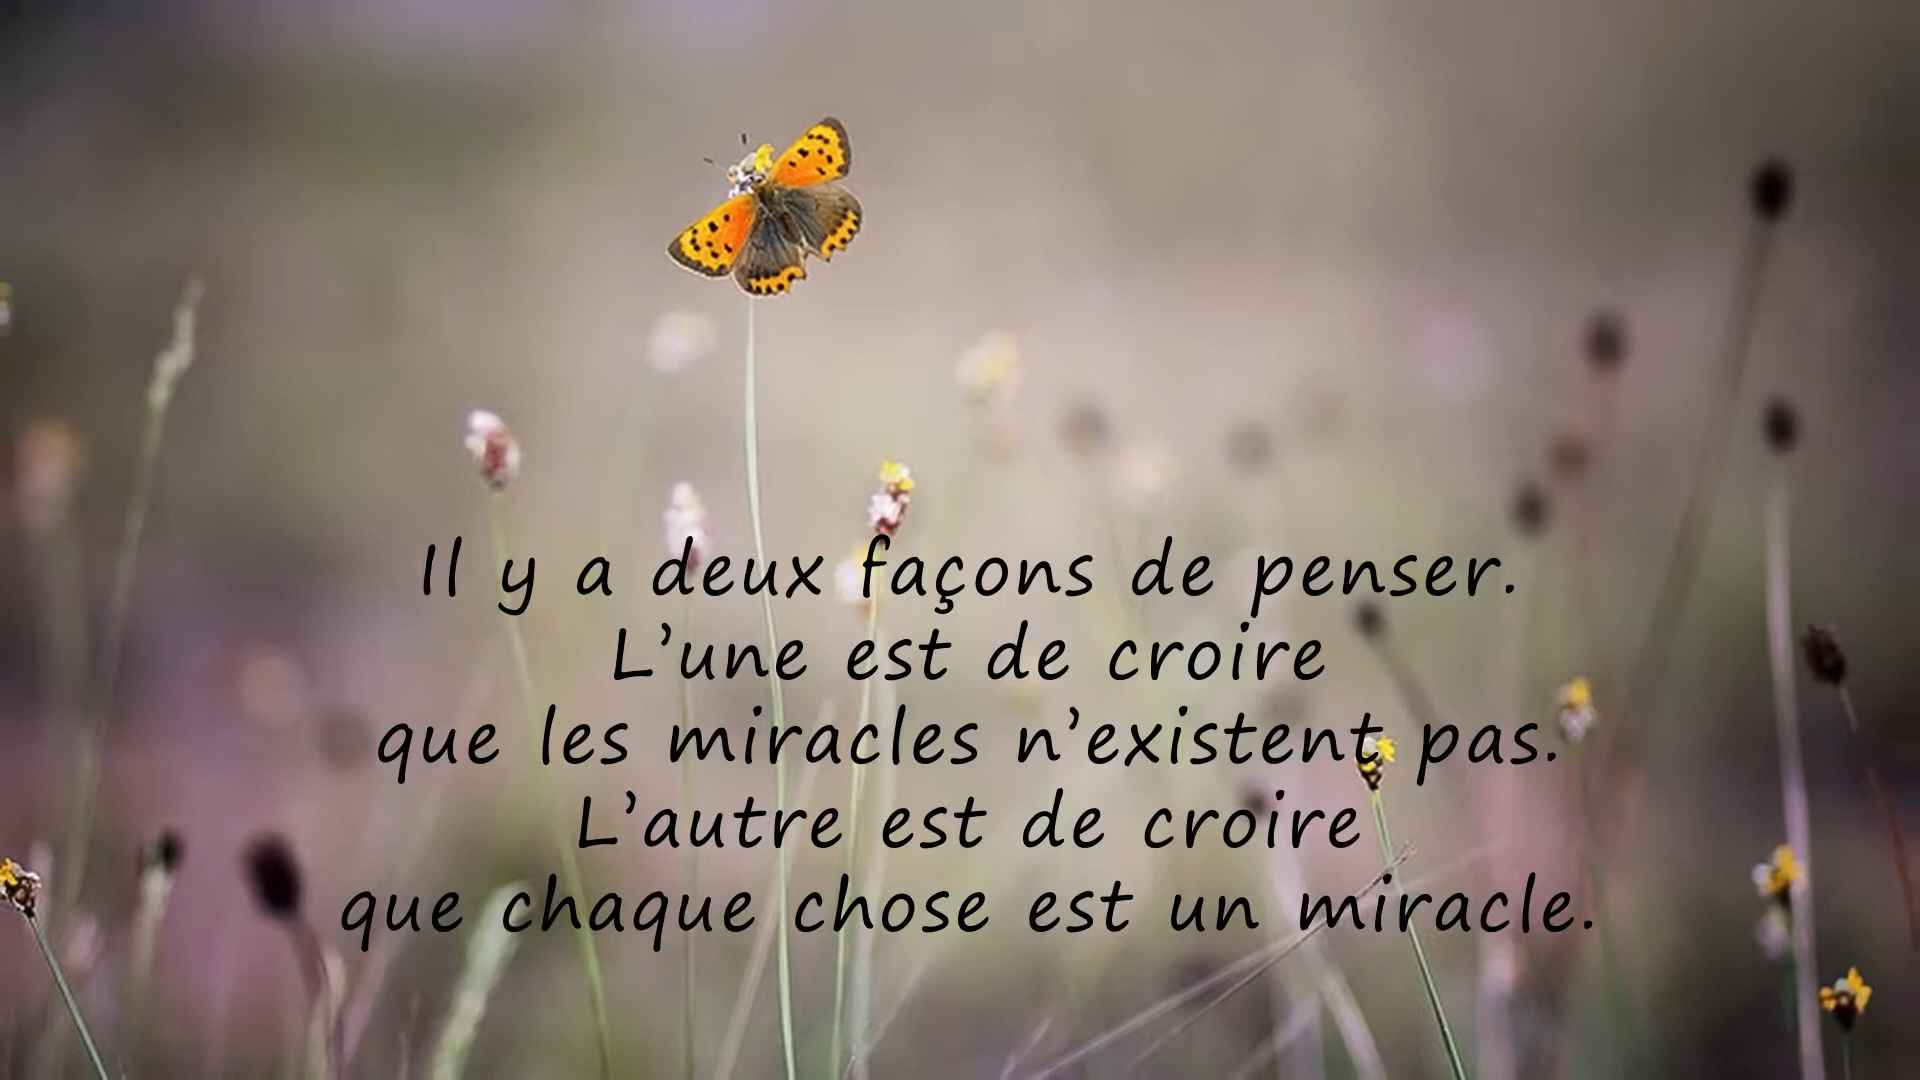 Il y a deux façons de penser.
L’une est de croire
que les miracles n’existent pas.
L’autre est de croire
que chaque chose est un miracle.